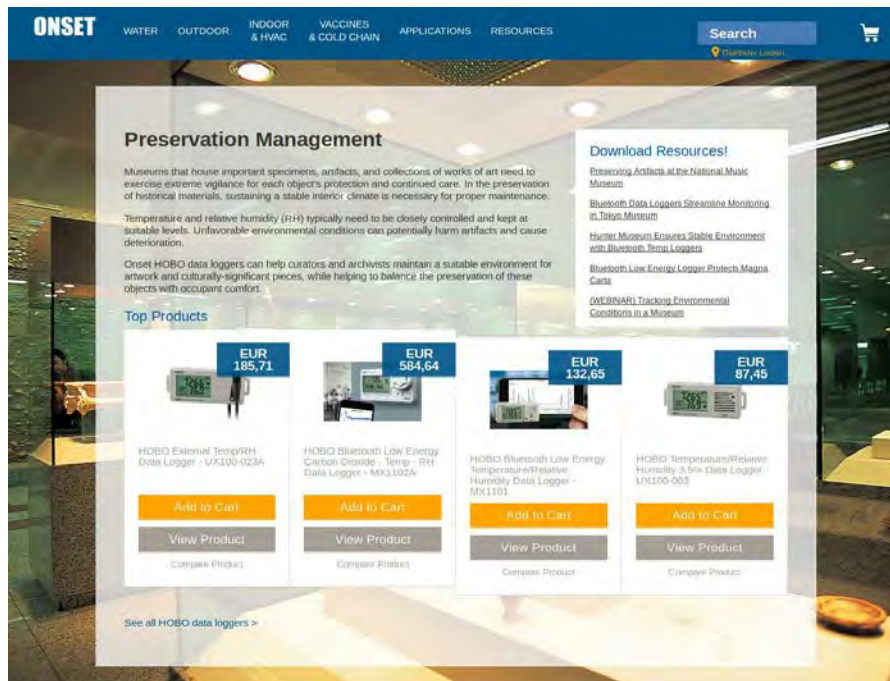 ONSET
WATER
OUTDOOR
INDOOR
& HVAC
VACCINES
& COLD CHAIN
APPLICATIONS
RESOURCES
Search
Distributor Location
Preservation Management
Museums that house important specimens, artifacts, and collections of works of art need to
exercise extreme vigilance for each object's protection and continued care. In the preservation
of historical materials, sustaining a stable interior climate is necessary for proper maintenance.
Temperature and relative humidity (RH) typically need to be closely controlled and kept at
suitable levels. Unfavorable environmental conditions can potentially harm artifacts and cause
deterioration.
Onset HOBO data loggers can help curators and archivists maintain a suitable environment for
artwork and culturally-significant pieces, while helping to balance the preservation of these
objects with occupant comfort.
Download Resources!
Preserving Artifacts at the National Music
Museum
Bluetooth Data Loggers Streamline Monitoring
in Tokyo Museum
Hunter Museum Ensures Stable Environment
with Bluetooth Temp Loggers
Bluetooth Low Energy Logger Protects Magna
Carta
(WEBINAR) Tracking Environmental
Conditions in a Museum
Top Products
EUR
185,71
HOBO External Temp/RH
Data Logger - UX100-023A
Add to Cart
View Product
Compare Product
EUR
584,64
HOBO Bluetooth Low Energy
Carbon Dioxide - Temp - RH
Data Logger - MX1102A
Add to Cart
View Product
Compare Product
EUR
132,65
HOBO Bluetooth Low Energy
Temperature/Relative
Humidity Data Logger -
MX1101
Add to Cart
View Product
Compare Product
EUR
87,45
HOBO Temperature/Relative
Humidity 3.5% Data Logger -
UX100-003
Add to Cart
View Product
Compare Product
See all HOBO data loggers >